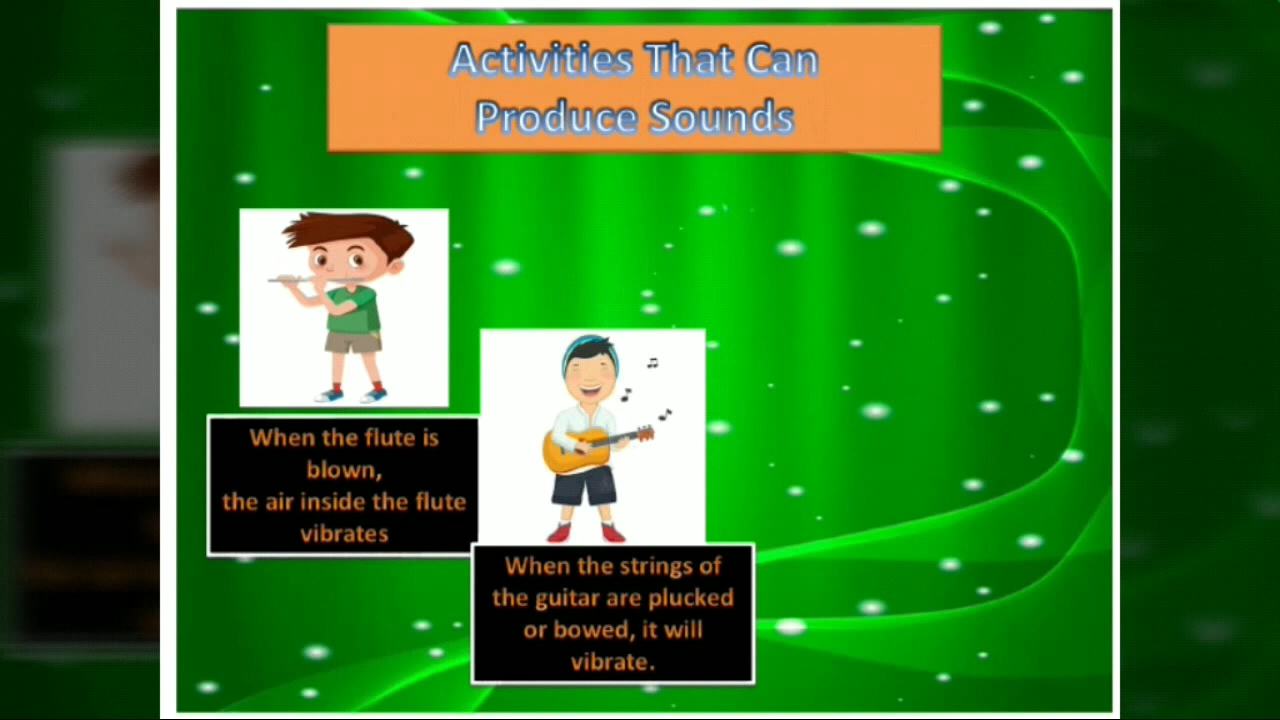 Activities That Can
Produce Sounds
When the flute is
blown,
the air inside the flute
vibrates
When the strings of
the guitar are plucked
or bowed, it will
vibrate.